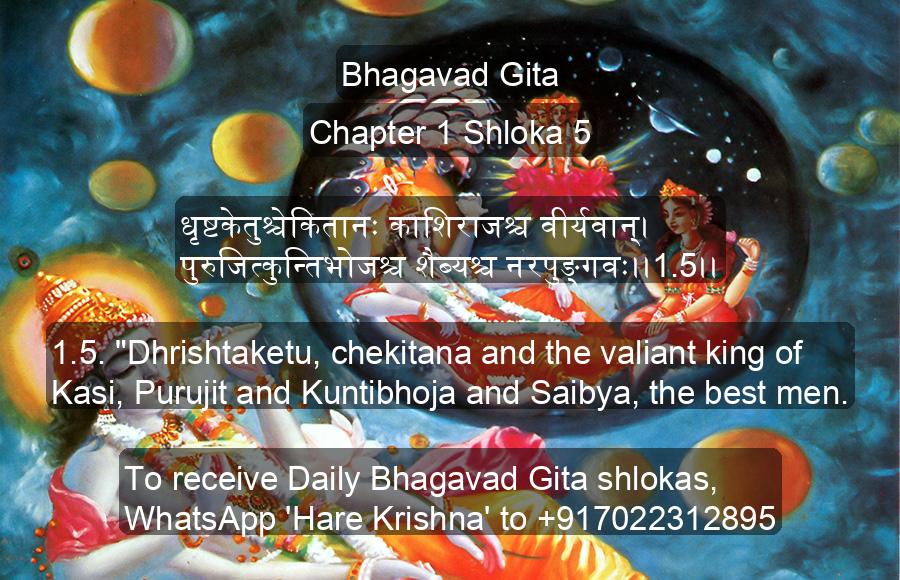 Bhagavad Gita
Chapter 1 Shloka 5
धृष्टकेतुश्चेकितानः काशिराजश्च वीर्यवान्।
पुरुजित्कुन्तिभोजश्च शैब्यश्च नरपुङ्गवः।।1.5।।
1.5. "Dhrishtaketu, chekitana and the valiant king of
Kasi, Purujit and Kuntibhoja and Saibya, the best men.
To receive Daily Bhagavad Gita shlokas,
WhatsApp 'Hare Krishna' to +917022312895